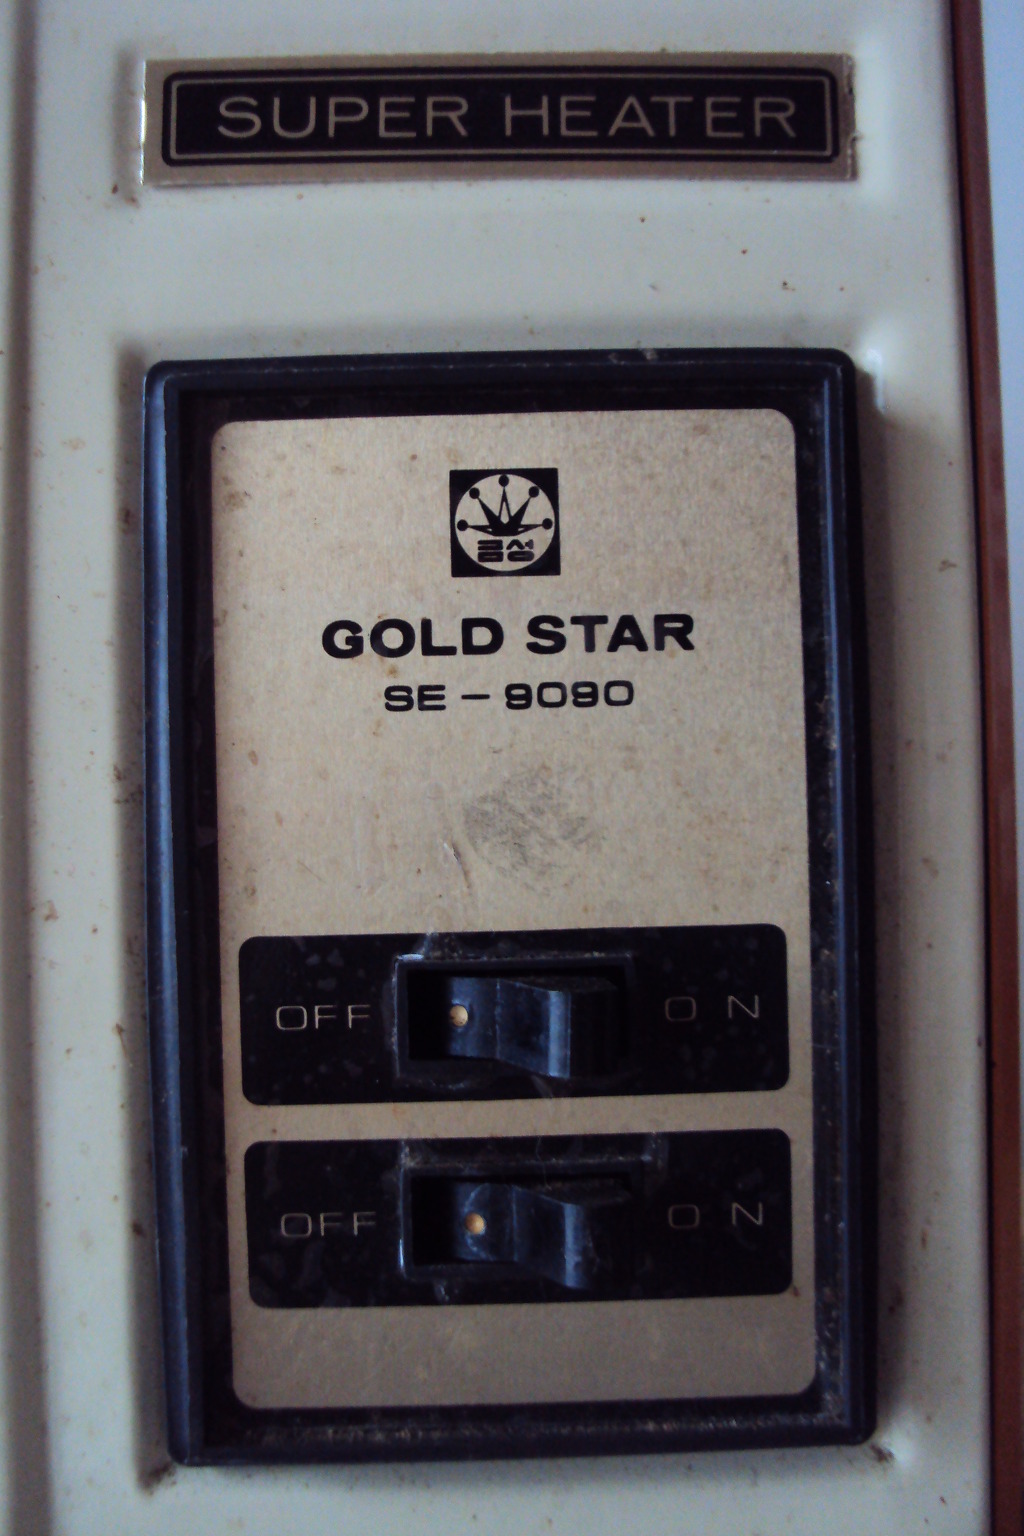 SUPER HEATER
금성
GOLD STAR
SE-9090
OFF ON
OFF ON